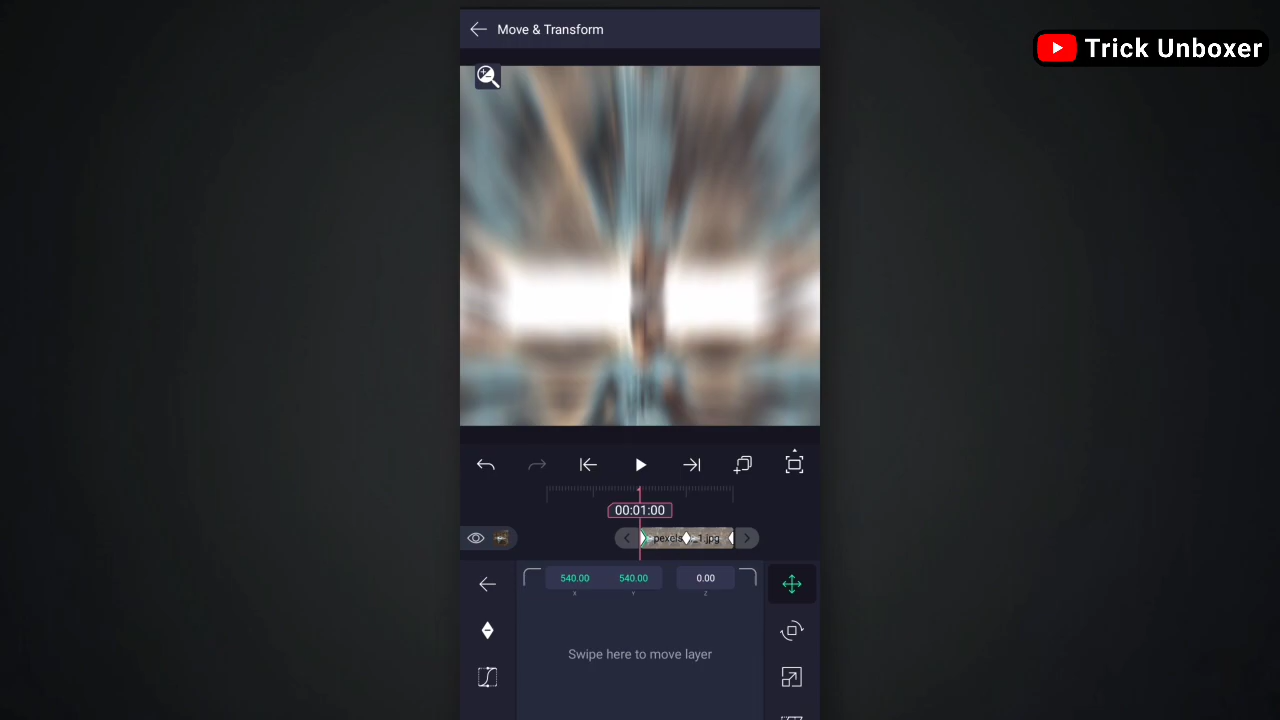 Move & Transform
Trick Unboxer
00:01:00
pexels
1.jpg
540.00 540.00 0.00
X Y Z
Swipe here to move layer